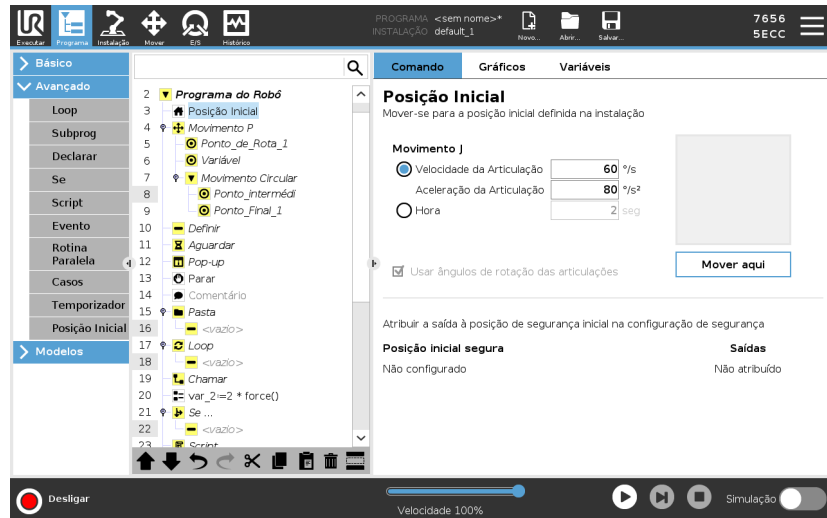 UR
Executar
Programa
Instalação
Mover
E/S
Histórico
PROGRAMA <sem nome>*
INSTALAÇÃO default_1
Novo...
Abrir...
Salvar...
7656
5ECC
Básico
Avançado
Loop
Subprog
Declarar
Se
Script
Evento
Rotina
Paralela
Casos
Temporizador
Posição Inicial
Modelos
2 Programa do Robô
3 Posição Inicial
4 Movimento P
5 Ponto_de_Rota_1
6 Variável
7 Movimento Circular
8 Ponto_intermédi
9 Ponto_Final_1
10 Definir
11 Aguardar
12 Pop-up
13 Parar
14 Comentário
15 Pasta
16 <vazio>
17 Loop
18 <vazio>
19 Chamar
20 var_2≔2 * force()
21 Se ...
22 <vazio>
23 Script
Comando Gráficos Variáveis
Posição Inicial
Mover-se para a posição inicial definida na instalação
Movimento J
Velocidade da Articulação 60 °/s
Aceleração da Articulação 80 °/s²
Hora 2 seg
Mover aqui
Usar ângulos de rotação das articulações
Atribuir a saída à posição de segurança inicial na configuração de segurança
Posição inicial segura Saídas
Não configurado Não atribuído
Desligar
Velocidade 100%
Simulação